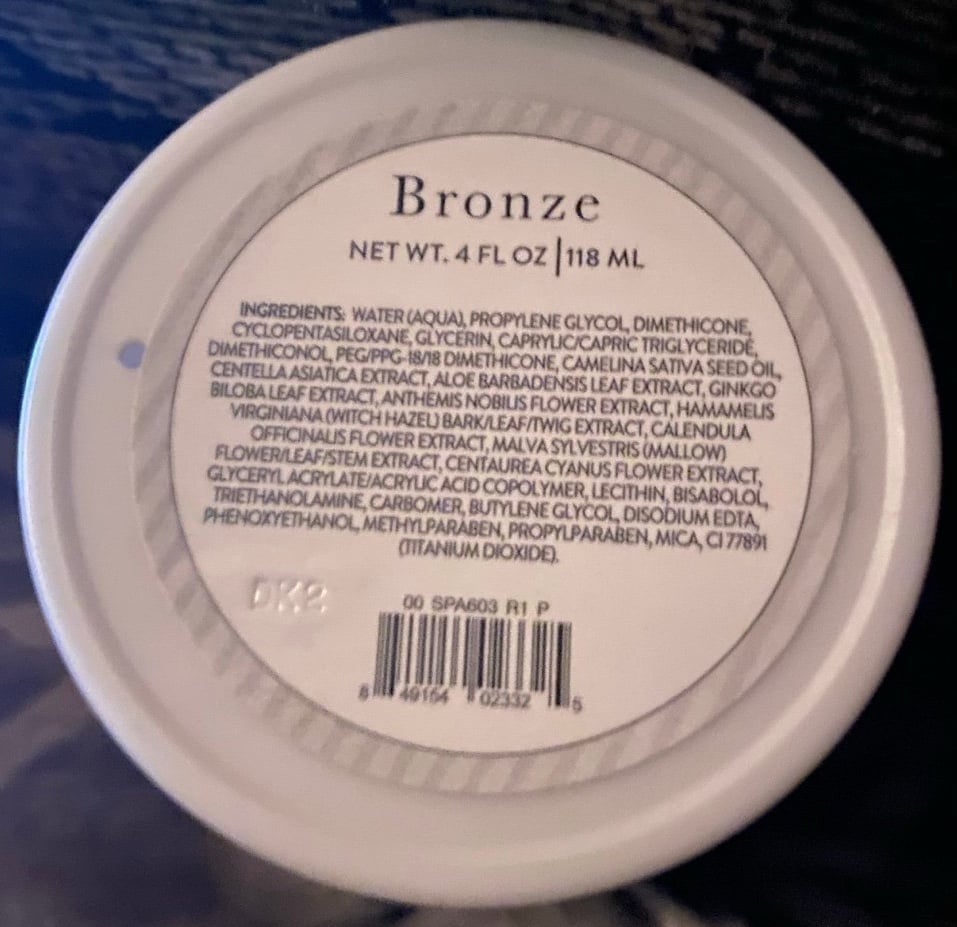 Bronze
NET WT. 4 FL OZ | 118 ML
INGREDIENTS: WATER (AQUA), PROPYLENE GLYCOL, DIMETHICONE,
CYCLOPENTASILOXANE, GLYCERIN, CAPRYLIC/CAPRIC TRIGLYCERIDE,
DIMETHICONOL, PEG/PPG-18/18 DIMETHICONE, CAMELINA SATIVA SEED OIL,
CENTELLA ASIATICA EXTRACT, ALOE BARBADENSIS LEAF EXTRACT, GINKGO
BILOBA LEAF EXTRACT, ANTHEMIS NOBILIS FLOWER EXTRACT, HAMAMELIS
VIRGINIANA (WITCH HAZEL) BARK/LEAF/TWIG EXTRACT, CALENDULA
OFFICINALIS FLOWER EXTRACT, MALVA SYLVESTRIS (MALLOW)
FLOWER/LEAF/STEM EXTRACT, CENTAUREA CYANUS FLOWER EXTRACT,
GLYCERYL ACRYLATE/ACRYLIC ACID COPOLYMER, LECITHIN, BISABOLOL,
TRIETHANOLAMINE, CARBOMER, BUTYLENE GLYCOL, DISODIUM EDTA,
PHENOXYETHANOL, METHYLPARABEN, PROPYLPARABEN, MICA, CI 77891
(TITANIUM DIOXIDE).
DK2
00 SPA603 R1 P
8 49154 02332 5